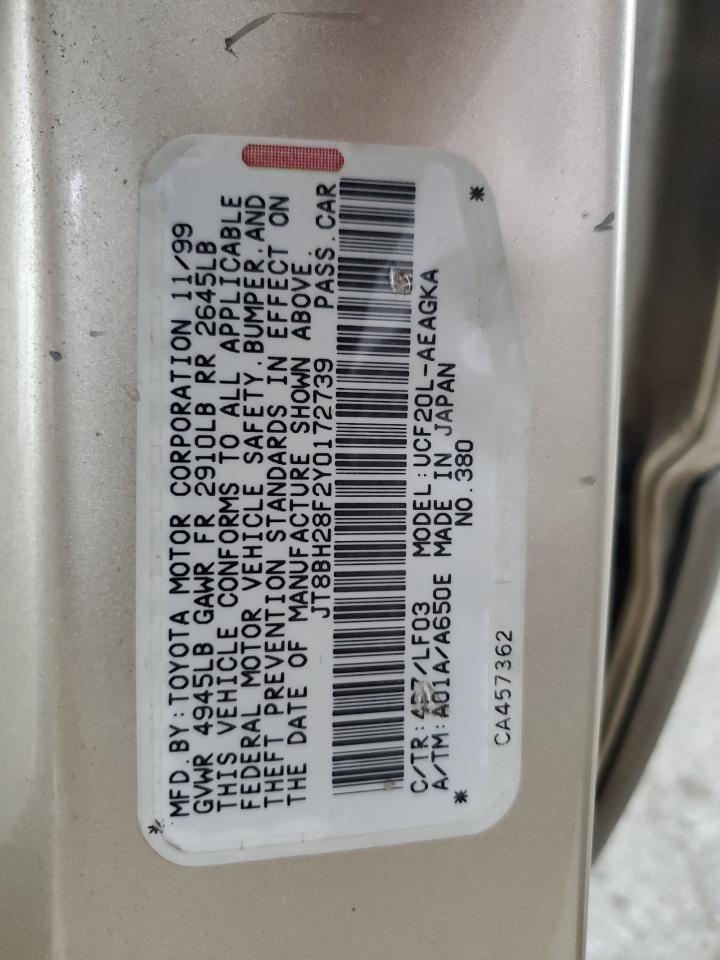 MFD.BY:TOYOTA MOTOR CORPORATION 11/99
GVWR 4945LB GAWR FR 2910LB RR 2645LB
THIS VEHICLE CONFORMS TO ALL APPLICABLE
FEDERAL MOTOR VEHICLE SAFETY,BUMPER,AND
THEFT PREVENTION STANDARDS IN EFFECT ON
THE DATE OF MANUFACTURE SHOWN ABOVE.
JT8BH28F2Y0172739 PASS.CAR
C/TR: /LF03 MODEL:UCF20L-AEAGKA
A/TM:A01A/A650E MADE IN JAPAN
NO.380
CA457362